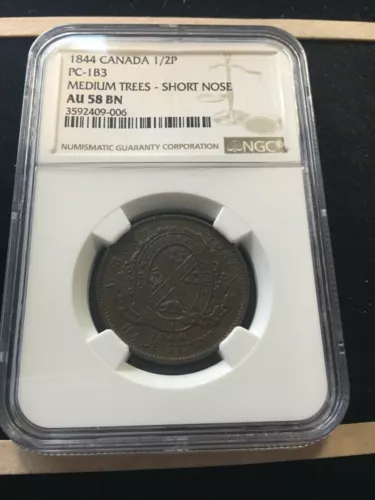 1844 CANADA 1/2P
PC-1B3
MEDIUM TREES - SHORT NOSE
AU 58 BN
3592409-006
NUMISMATIC GUARANTY CORPORATION
NGC